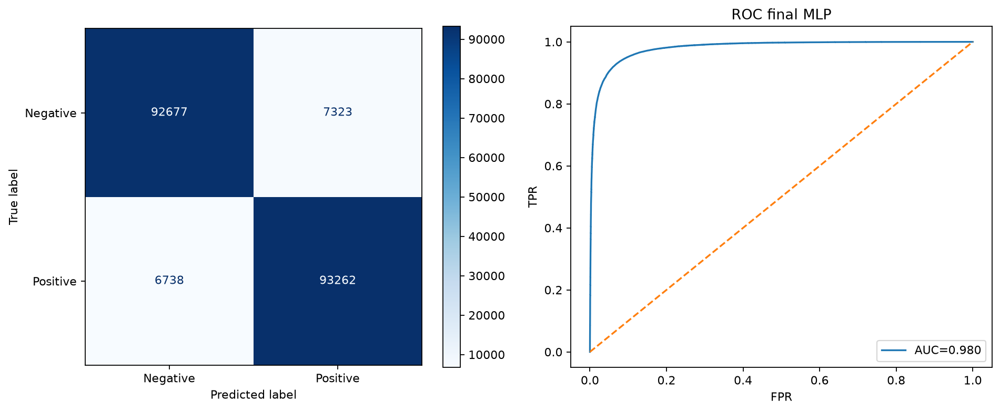 True label
Negative
Positive
92677
7323
6738
93262
Negative
Positive
Predicted label
90000
80000
70000
60000
50000
40000
30000
20000
10000
ROC final MLP
TPR
1.0
0.8
0.6
0.4
0.2
0.0
0.0
0.2
0.4
0.6
0.8
1.0
FPR
AUC=0.980